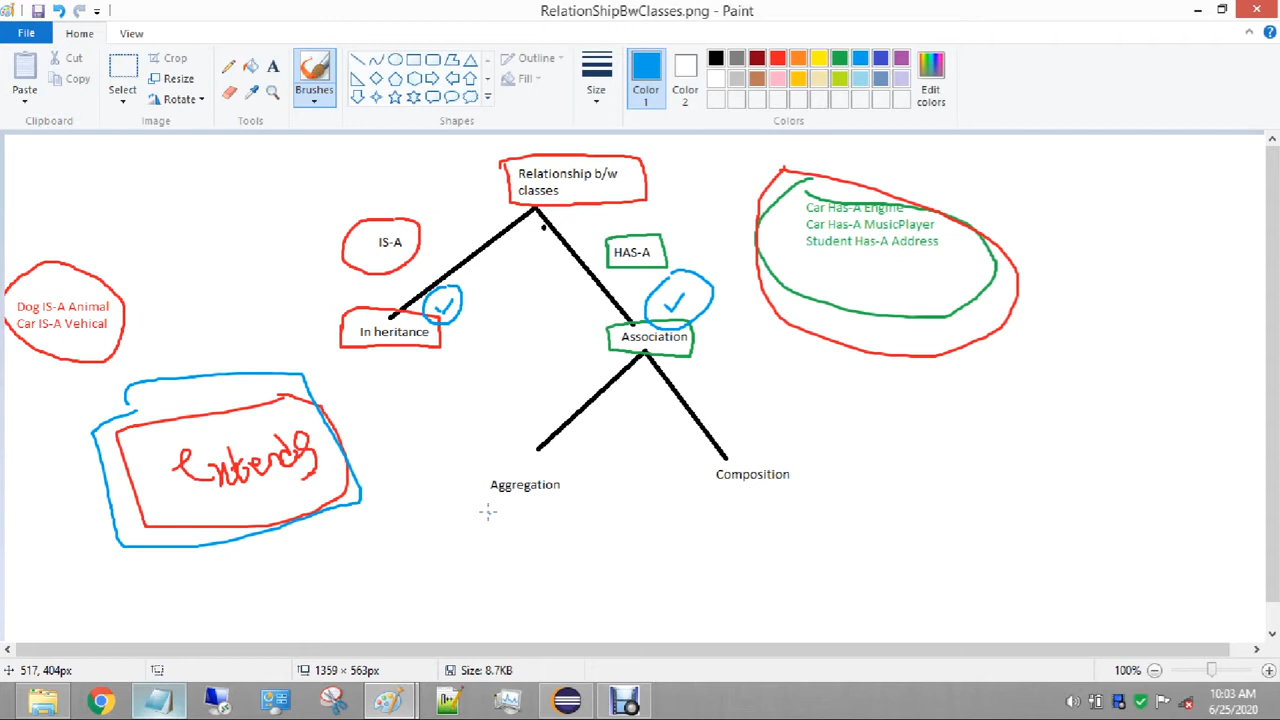 RelationShipBwClasses.png - Paint
File
Home
View
Paste
Cut
Copy
Clipboard
Select
Crop
Resize
Rotate
Image
Tools
Brushes
Outline
Fill
Shapes
Size
Color 1
Color 2
Edit colors
Colors
Relationship b/w
classes
IS-A
HAS-A
Car Has-A Engine
Car Has-A MusicPlayer
Student Has-A Address
Dog IS-A Animal
Car IS-A Vehical
In heritance
Association
Extends
Aggregation
Composition
517, 404px
1359 × 563px
Size: 8.7KB
100%
10:03 AM
6/25/2020